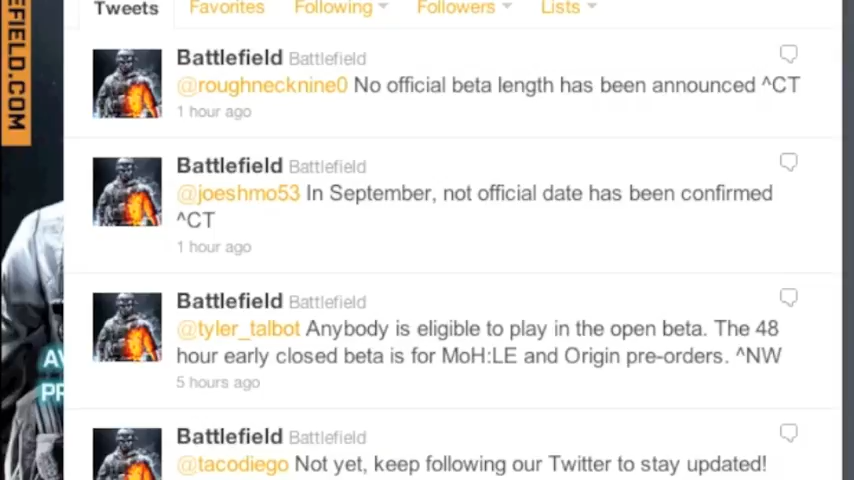 EFIELD.COM
Tweets Favorites Following Followers Lists
Battlefield Battlefield
@roughnecknine0 No official beta length has been announced ^CT
1 hour ago
Battlefield Battlefield
@joeshmo53 In September, not official date has been confirmed
^CT
1 hour ago
Battlefield Battlefield
@tyler_talbot Anybody is eligible to play in the open beta. The 48
hour early closed beta is for MoH:LE and Origin pre-orders. ^NW
5 hours ago
AV
PR
Battlefield Battlefield
@tacodiego Not yet, keep following our Twitter to stay updated!